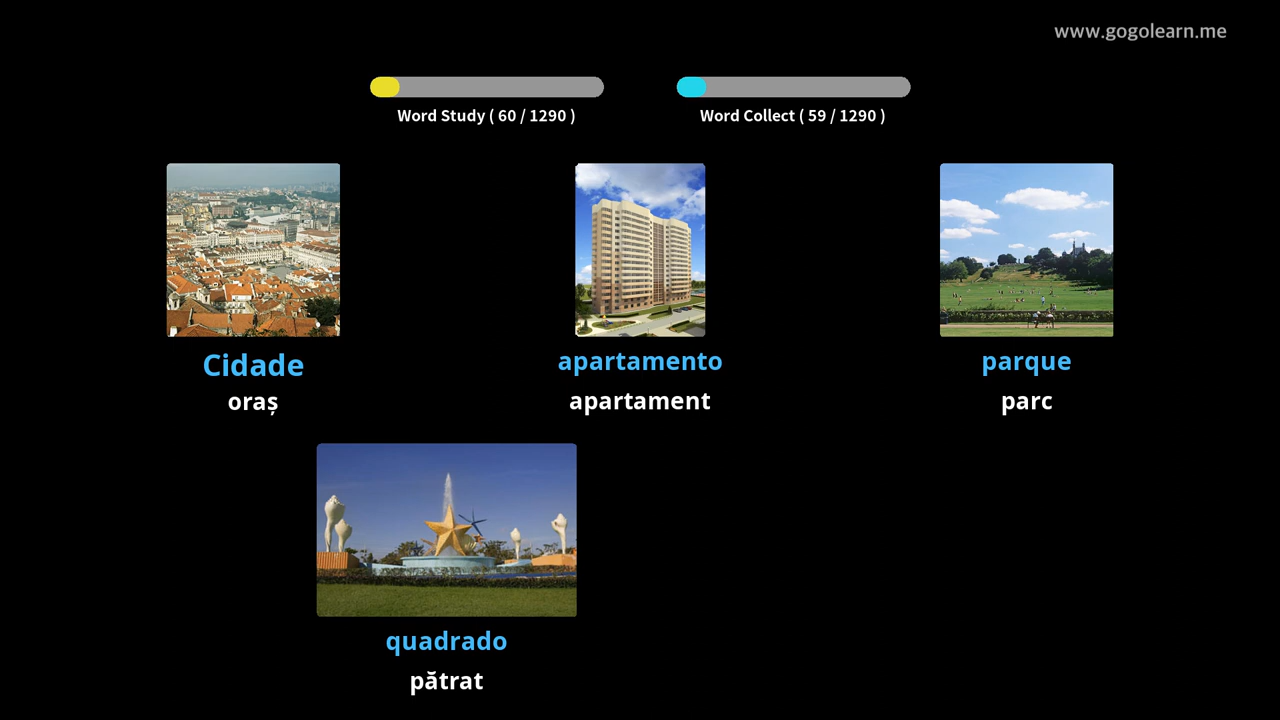 www.gogolearn.me
Word Study ( 60 / 1290 )
Word Collect ( 59 / 1290 )
Cidade
oraș
apartamento
apartament
parque
parc
quadrado
pătrat